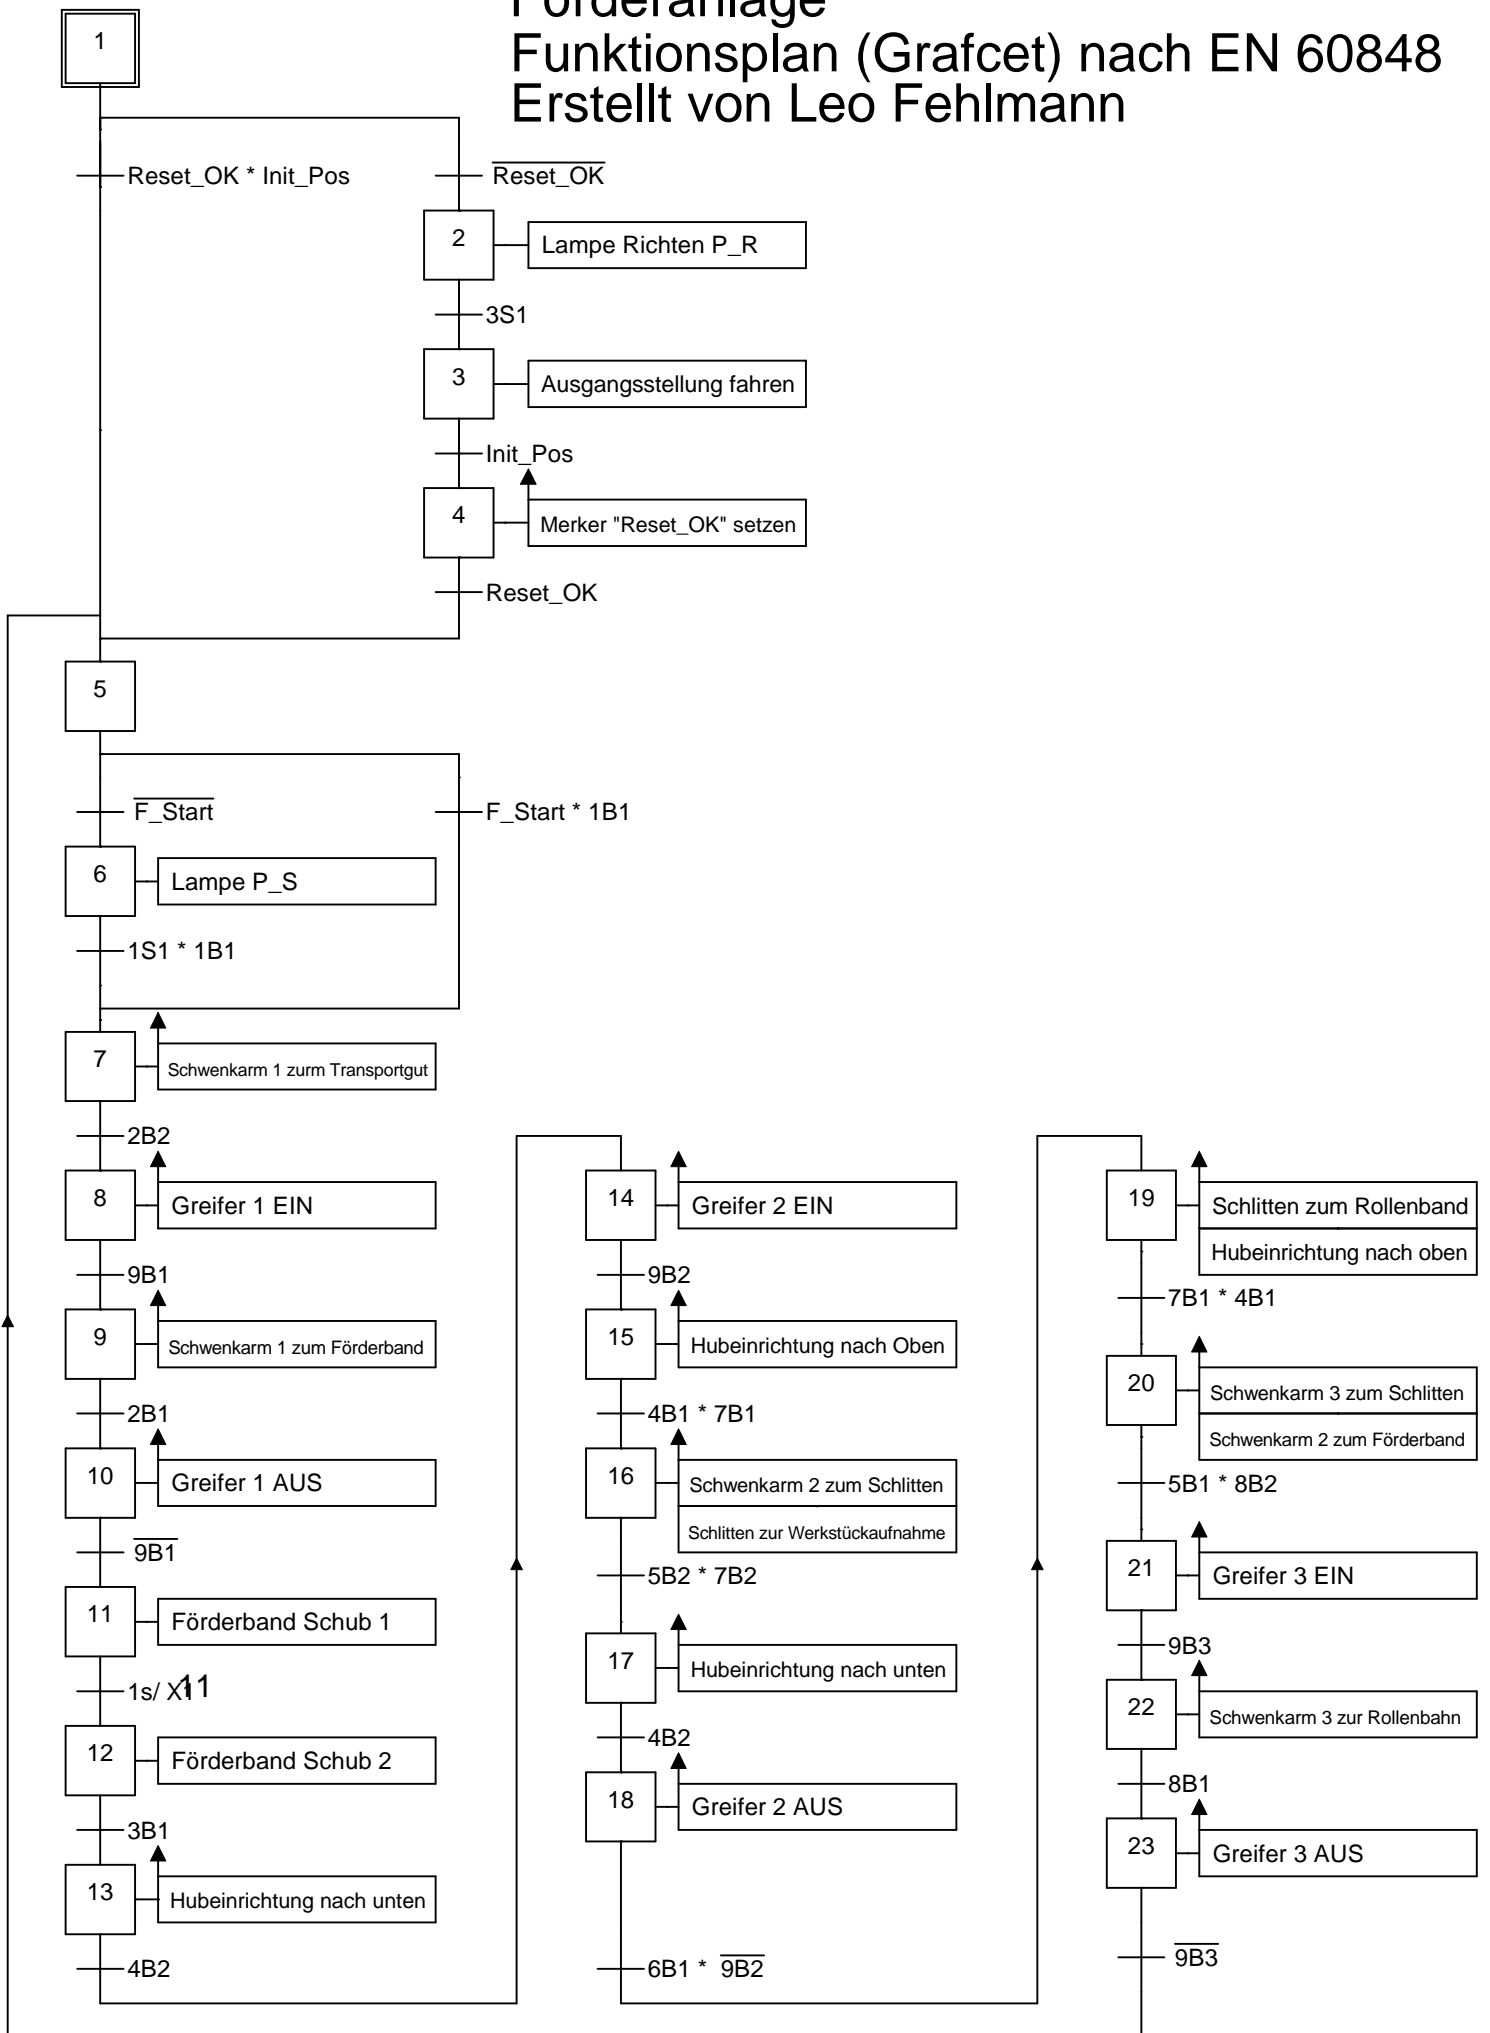 Förderanlage
Funktionsplan (Grafcet) nach EN 60848
Erstellt von Leo Fehlmann
1
Reset_OK * Init_Pos
Reset_OK
2
Lampe Richten P_R
3S1
3
Ausgangsstellung fahren
Init_Pos
4
Merker "Reset_OK" setzen
Reset_OK
5
F_Start
F_Start * 1B1
6
Lampe P_S
1S1 * 1B1
7
Schwenkarm 1 zurm Transportgut
2B2
8
Greifer 1 EIN
9B1
9
Schwenkarm 1 zum Förderband
2B1
10
Greifer 1 AUS
9B1
11
Förderband Schub 1
1s/ X11
12
Förderband Schub 2
3B1
13
Hubeinrichtung nach unten
4B2
14
Greifer 2 EIN
9B2
15
Hubeinrichtung nach Oben
4B1 * 7B1
16
Schwenkarm 2 zum Schlitten
Schlitten zur Werkstückaufnahme
5B2 * 7B2
17
Hubeinrichtung nach unten
4B2
18
Greifer 2 AUS
6B1 * 9B2
19
Schlitten zum Rollenband
Hubeinrichtung nach oben
7B1 * 4B1
20
Schwenkarm 3 zum Schlitten
Schwenkarm 2 zum Förderband
5B1 * 8B2
21
Greifer 3 EIN
9B3
22
Schwenkarm 3 zur Rollenbahn
8B1
23
Greifer 3 AUS
9B3